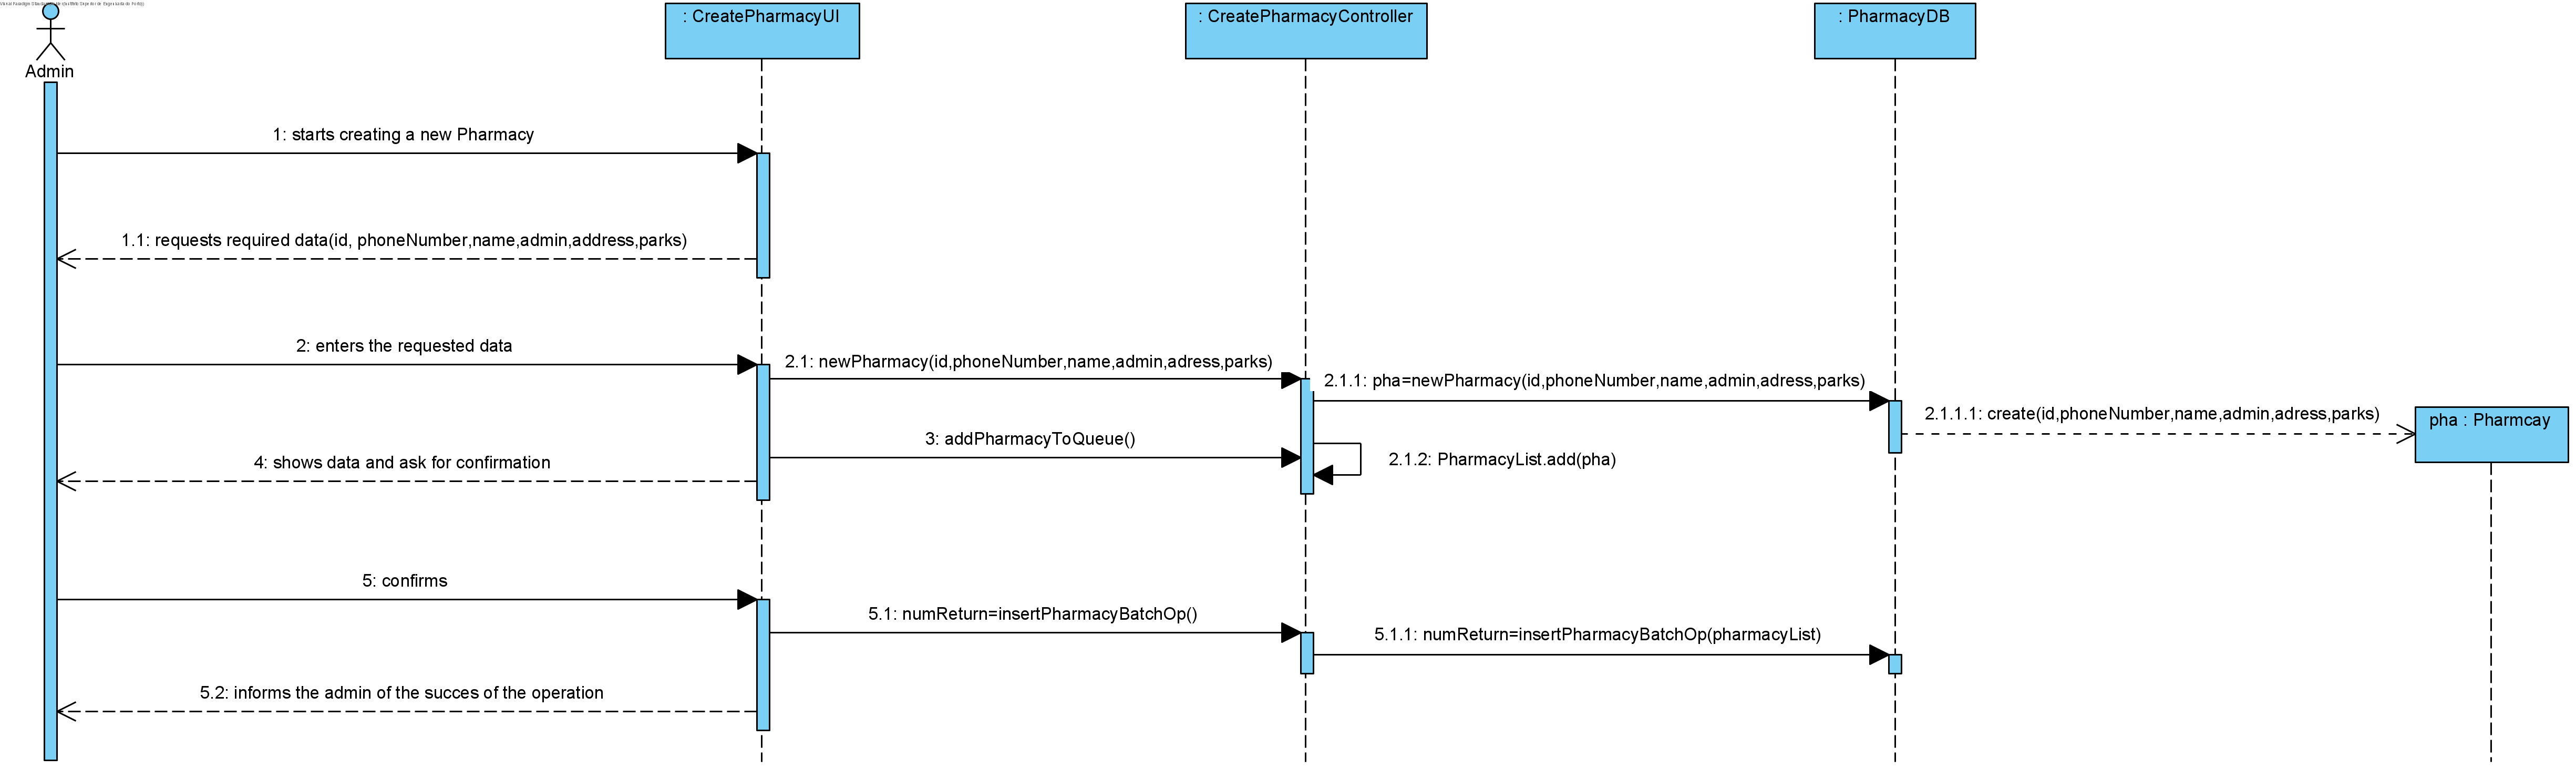 Admin
: CreatePharmacyUI
: CreatePharmacyController
: PharmacyDB
1: starts creating a new Pharmacy
1.1: requests required data(id, phoneNumber,name,admin,address,parks)
2: enters the requested data
2.1: newPharmacy(id,phoneNumber,name,admin,adress,parks)
2.1.1: pha=newPharmacy(id,phoneNumber,name,admin,adress,parks)
2.1.1.1: create(id,phoneNumber,name,admin,adress,parks)
pha : Pharmcay
3: addPharmacyToQueue()
2.1.2: PharmacyList.add(pha)
4: shows data and ask for confirmation
5: confirms
5.1: numReturn=insertPharmacyBatchOp()
5.1.1: numReturn=insertPharmacyBatchOp(pharmacyList)
5.2: informs the admin of the succes of the operation